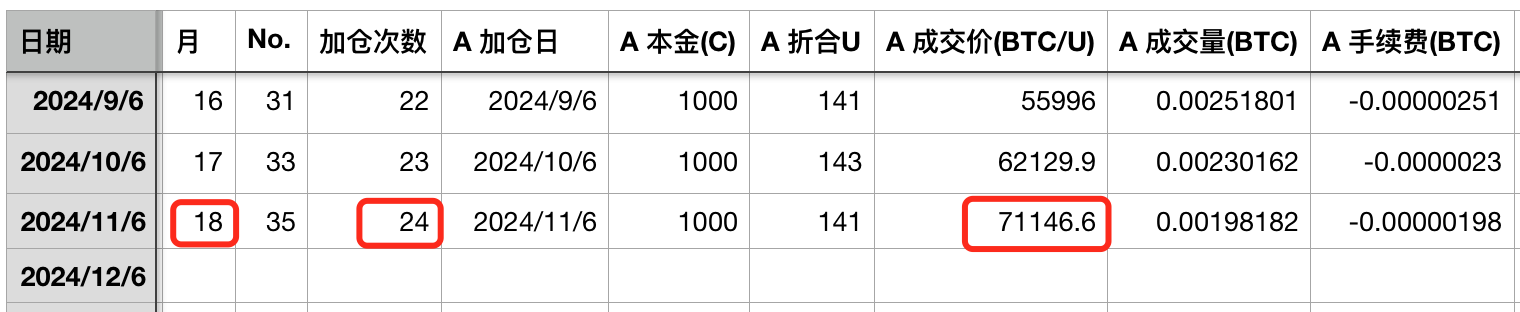 日期 月 No. 加仓次数 A 加仓日 A 本金(C) A 折合U A 成交价(BTC/U) A 成交量(BTC) A 手续费(BTC)
2024/9/6 16 31 22 2024/9/6 1000 141 55996 0.00251801 -0.00000251
2024/10/6 17 33 23 2024/10/6 1000 143 62129.9 0.00230162 -0.0000023
2024/11/6 18 35 24 2024/11/6 1000 141 71146.6 0.00198182 -0.00000198
2024/12/6